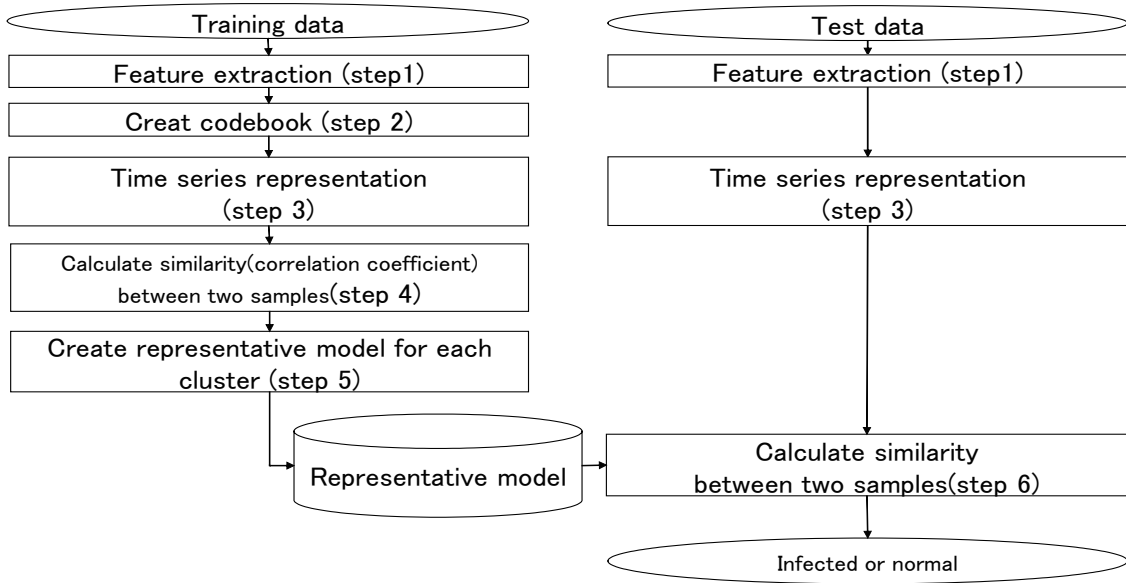 Training data
Feature extraction (step1)
Creat codebook (step 2)
Time series representation
(step 3)
Calculate similarity(correlation coefficient)
between two samples(step 4)
Create representative model for each
cluster (step 5)
Representative model
Test data
Feature extraction (step1)
Time series representation
(step 3)
Calculate similarity
between two samples(step 6)
Infected or normal